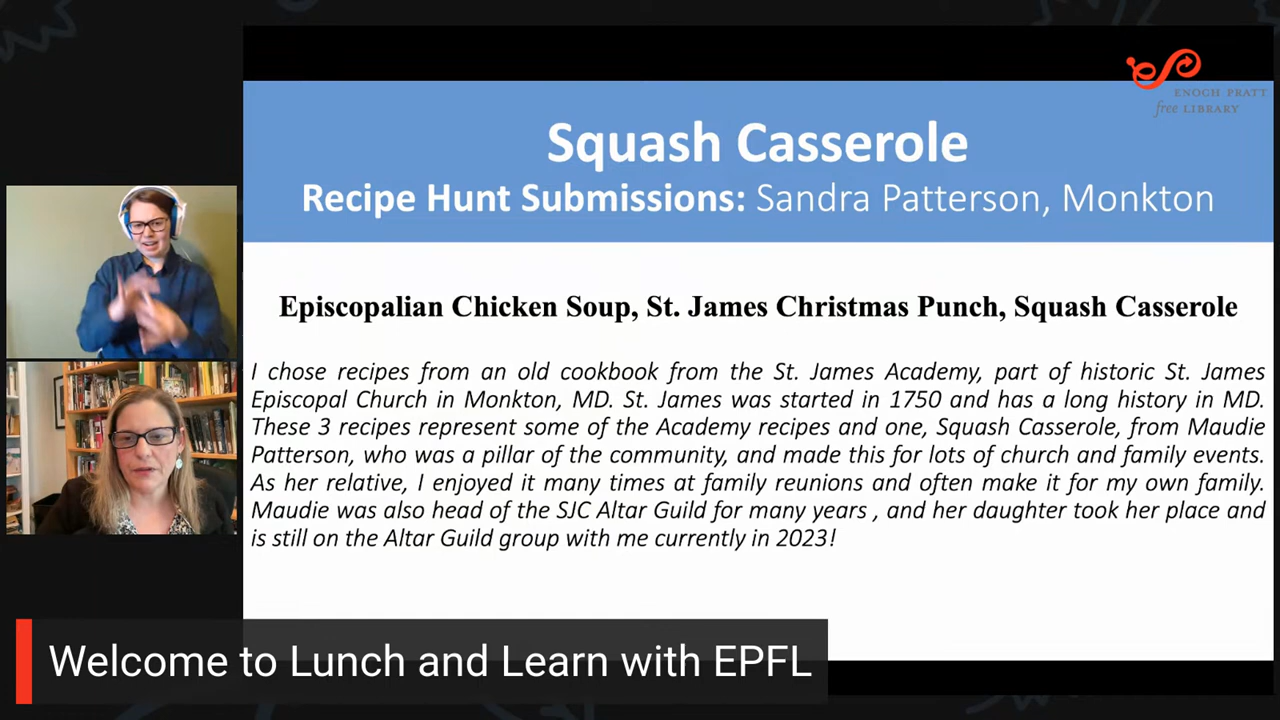 ENOCH PRATT
free LIBRARY
Squash Casserole
Recipe Hunt Submissions: Sandra Patterson, Monkton
Episcopalian Chicken Soup, St. James Christmas Punch, Squash Casserole
I chose recipes from an old cookbook from the St. James Academy, part of historic St. James
Episcopal Church in Monkton, MD. St. James was started in 1750 and has a long history in MD.
These 3 recipes represent some of the Academy recipes and one, Squash Casserole, from Maudie
Patterson, who was a pillar of the community, and made this for lots of church and family events.
As her relative, I enjoyed it many times at family reunions and often make it for my own family.
Maudie was also head of the SJC Altar Guild for many years , and her daughter took her place and
is still on the Altar Guild group with me currently in 2023!
Welcome to Lunch and Learn with EPFL